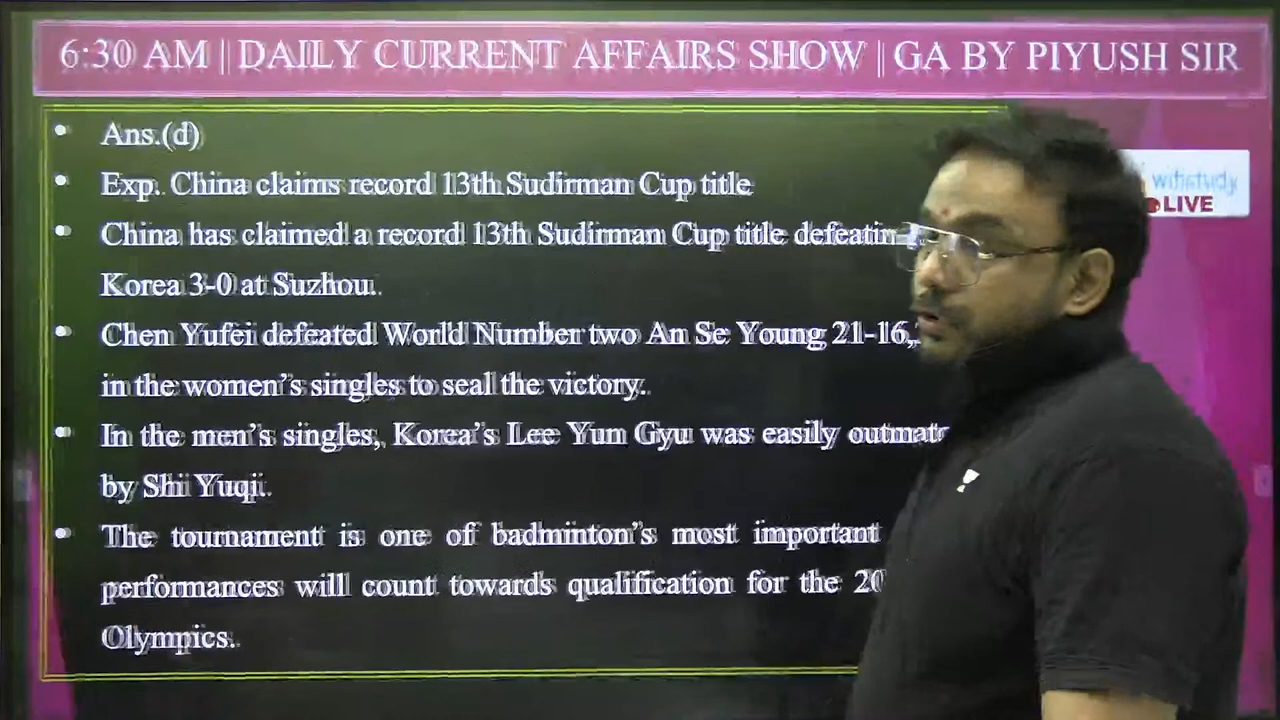 6:30 AM | DAILY CURRENT AFFAIRS SHOW | GA BY PIYUSH SIR
• Ans.(d)
• Exp. China claims record 13th Sudirman Cup title
• China has claimed a record 13th Sudirman Cup title
Korea 3-0 at Suzhou.
• Chen Yufei defeated World Number two An Se Young 21-16,
in the women’s singles to seal the victory.
• In the men’s singles, Korea’s Lee Yun Gyu was easily
by Shi Yuqi.
• The tournament is one of badminton’s most important
performances will count towards qualification for the
Olympics.
wifistudy
LIVE